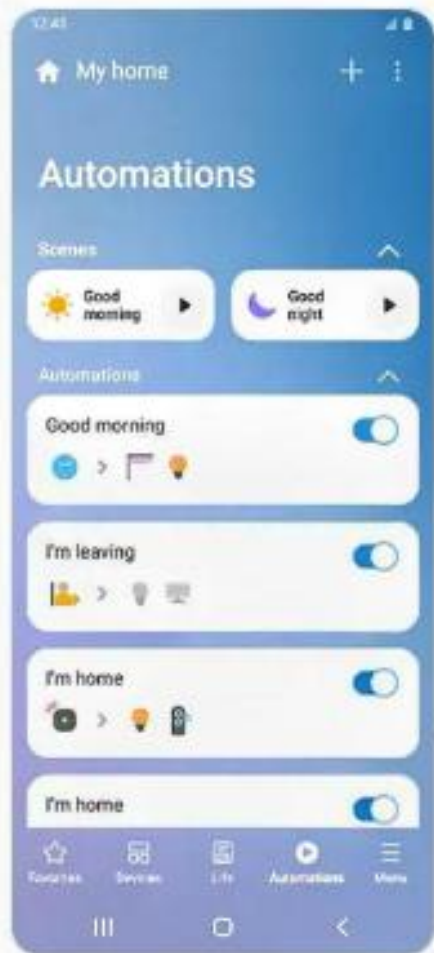 12:45
My home
Automations
Scenes
Good
morning
Good
night
Automations
Good morning
I'm leaving
I'm home
I'm home
Favorites
Devices
Life
Automations
Menu